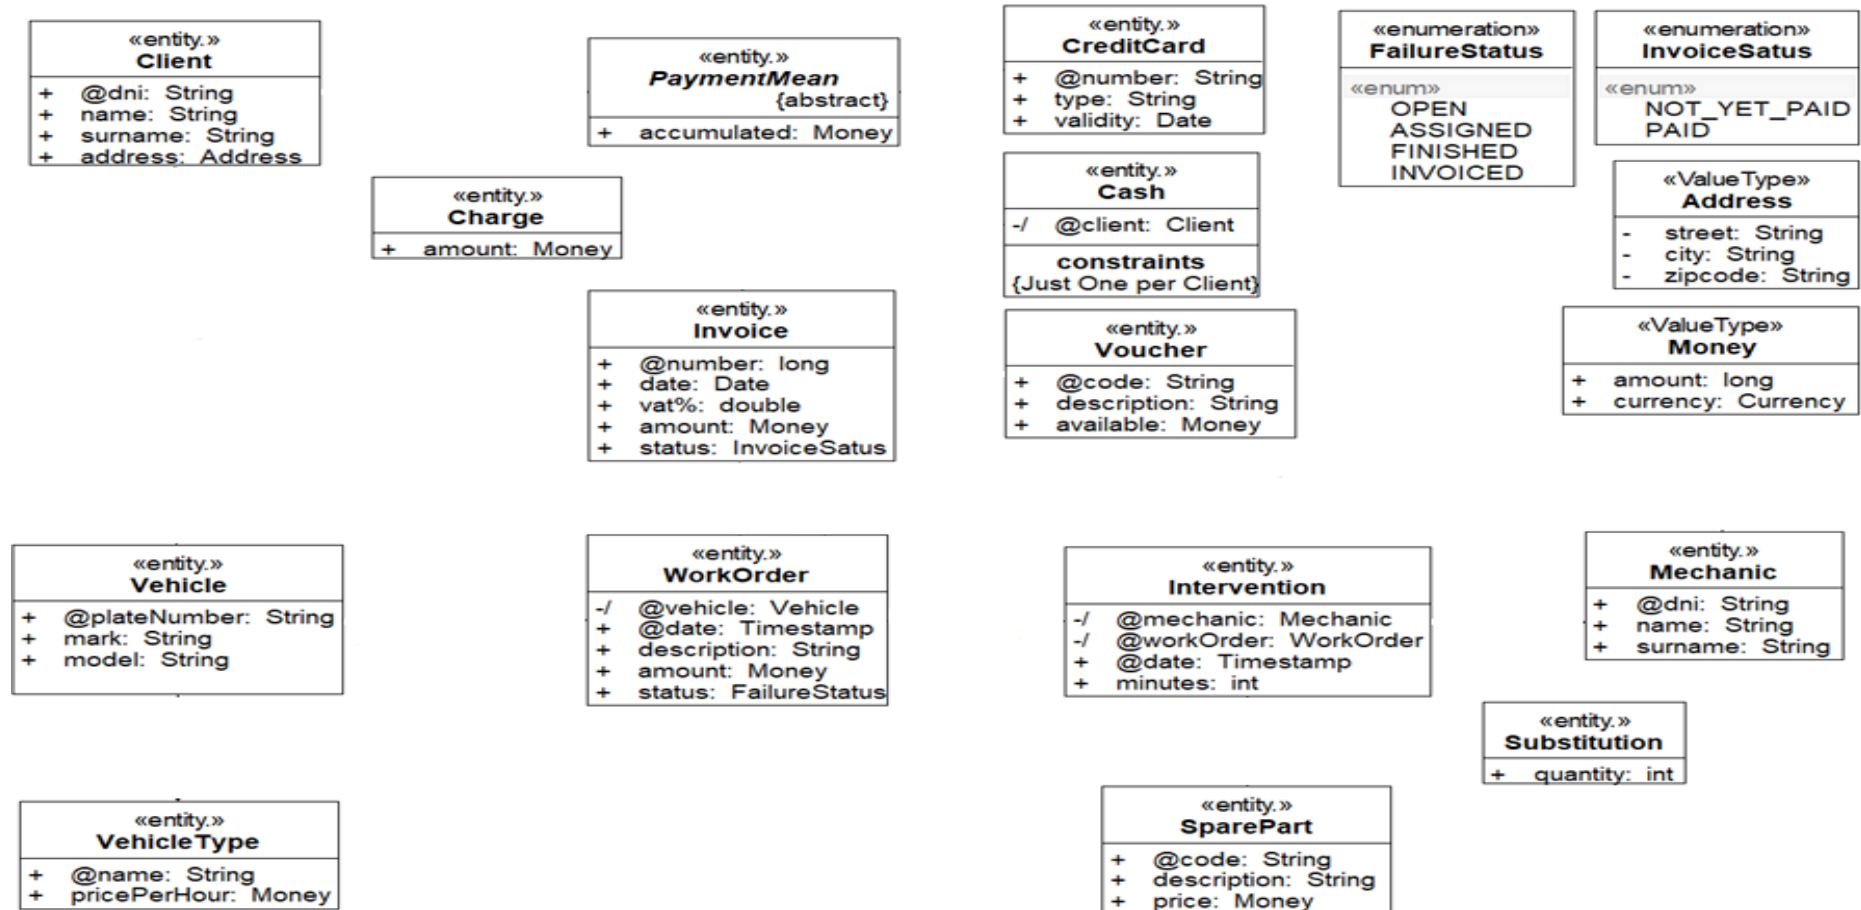 «entity.»
Client
+ @dni: String
+ name: String
+ surname: String
+ address: Address
«entity.»
PaymentMean
{abstract}
+ accumulated: Money
«entity.»
Charge
+ amount: Money
«entity.»
Invoice
+ @number: long
+ date: Date
+ vat%: double
+ amount: Money
+ status: InvoiceSatus
«entity.»
CreditCard
+ @number: String
+ type: String
+ validity: Date
«entity.»
Cash
-/ @client: Client
constraints
{Just One per Client}
«entity.»
Voucher
+ @code: String
+ description: String
+ available: Money
«enumeration»
FailureStatus
«enum»
OPEN
ASSIGNED
FINISHED
INVOICED
«enumeration»
InvoiceSatus
«enum»
NOT_YET_PAID
PAID
«ValueType»
Address
- street: String
- city: String
- zipcode: String
«ValueType»
Money
+ amount: long
+ currency: Currency
«entity.»
Vehicle
+ @plateNumber: String
+ mark: String
+ model: String
«entity.»
WorkOrder
-/ @vehicle: Vehicle
+ @date: Timestamp
+ description: String
+ amount: Money
+ status: FailureStatus
«entity.»
Intervention
-/ @mechanic: Mechanic
-/ @workOrder: WorkOrder
+ @date: Timestamp
+ minutes: int
«entity.»
Mechanic
+ @dni: String
+ name: String
+ surname: String
«entity.»
Substitution
+ quantity: int
«entity.»
VehicleType
+ @name: String
+ pricePerHour: Money
«entity.»
SparePart
+ @code: String
+ description: String
+ price: Money